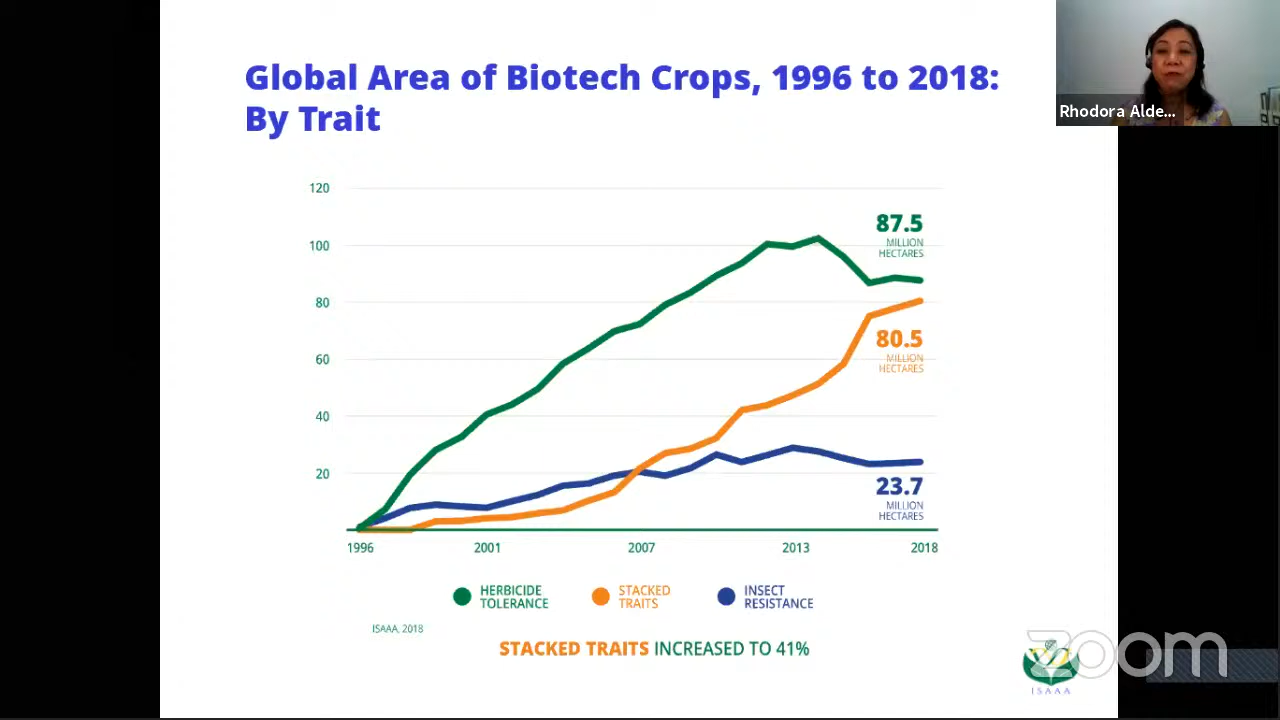 Global Area of Biotech Crops, 1996 to 2018:
By Trait
Rhodora Alde...
120
100
80
60
40
20
87.5
MILLION
HECTARES
80.5
MILLION
HECTARES
23.7
MILLION
HECTARES
1996 2001 2007 2013 2018
HERBICIDE
TOLERANCE
STACKED
TRAITS
INSECT
RESISTANCE
ISAAA, 2018
STACKED TRAITS INCREASED TO 41%
zoom
ISAAA